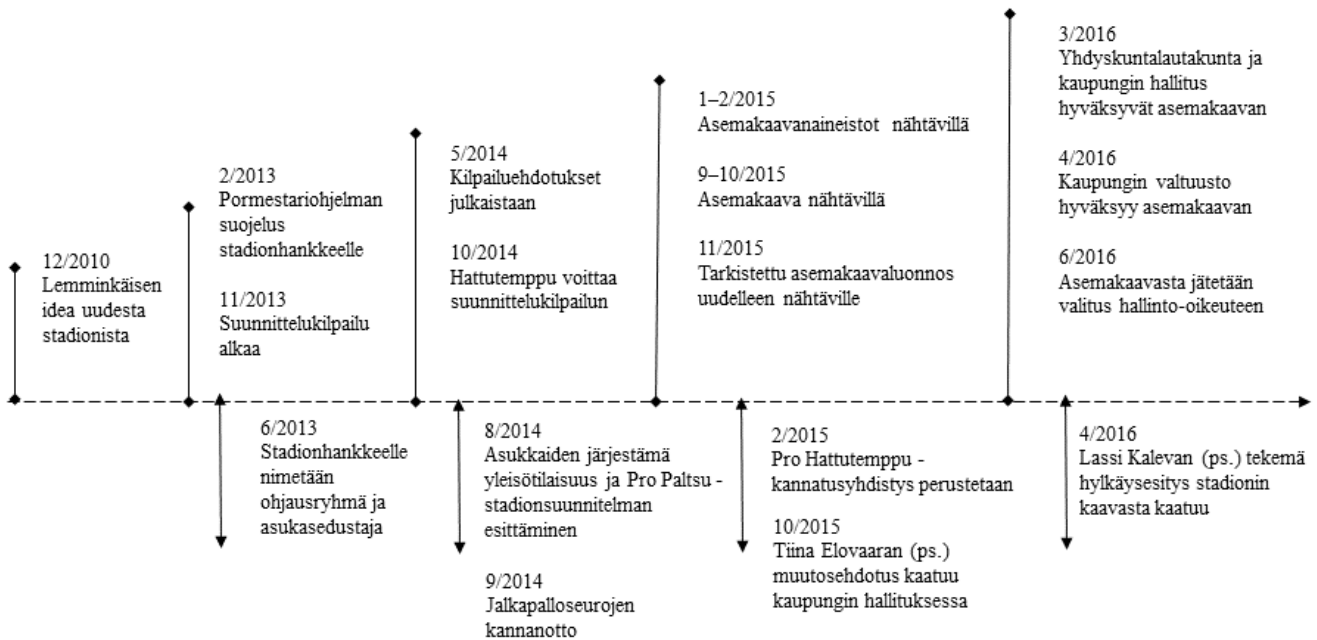 12/2010
Lemminkäisen
idea uudesta
stadionista
2/2013
Pormestariohjelman
suojelus
stadionhankkeelle
11/2013
Suunnittelukilpailu
alkaa
5/2014
Kilpailuehdotukset
julkaistaan
10/2014
Hattutemppu voittaa
suunnittelukilpailun
1–2/2015
Asemakaavanaineistot nähtävillä
9–10/2015
Asemakaava nähtävillä
11/2015
Tarkistettu asemakaavaluonnos
uudelleen nähtäville
3/2016
Yhdyskuntalautakunta ja
kaupungin hallitus
hyväksyvät asemakaavan
4/2016
Kaupungin valtuusto
hyväksyy asemakaavan
6/2016
Asemakaavasta jätetään
valitus hallinto-oikeuteen
6/2013
Stadionhankkeelle
nimetään
ohjausryhmä ja
asukasedustaja
8/2014
Asukkaiden järjestämä
yleisötilaisuus ja Pro Paltsu -
stadionsuunnitelman
esittäminen
9/2014
Jalkapalloseurojen
kannanotto
2/2015
Pro Hattutemppu -
kannatusyhdistys perustetaan
10/2015
Tiina Elovaaran (ps.)
muutosehdotus kaatuu
kaupungin hallituksessa
4/2016
Lassi Kalevan (ps.) tekemä
hylkäysesitys stadionin
kaavasta kaatuu